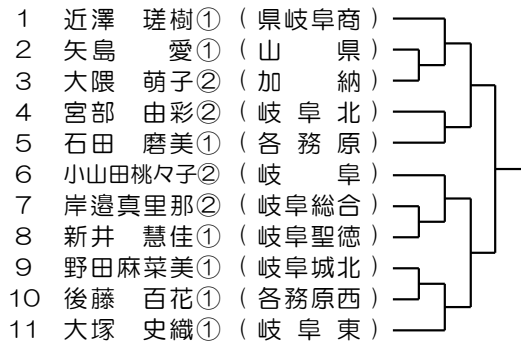 1 近澤 瑳樹① (県岐阜商)
2 矢島 愛① (山 県)
3 大隈 萌子② (加 納)
4 宮部 由彩② (岐 阜 北)
5 石田 磨美① (各 務 原)
6 小山田桃々子② (岐 阜)
7 岸邉真里那② (岐阜総合)
8 新井 慧佳① (岐阜聖徳)
9 野田麻菜美① (岐阜城北)
10 後藤 百花① (各務原西)
11 大塚 史織① (岐 阜 東)